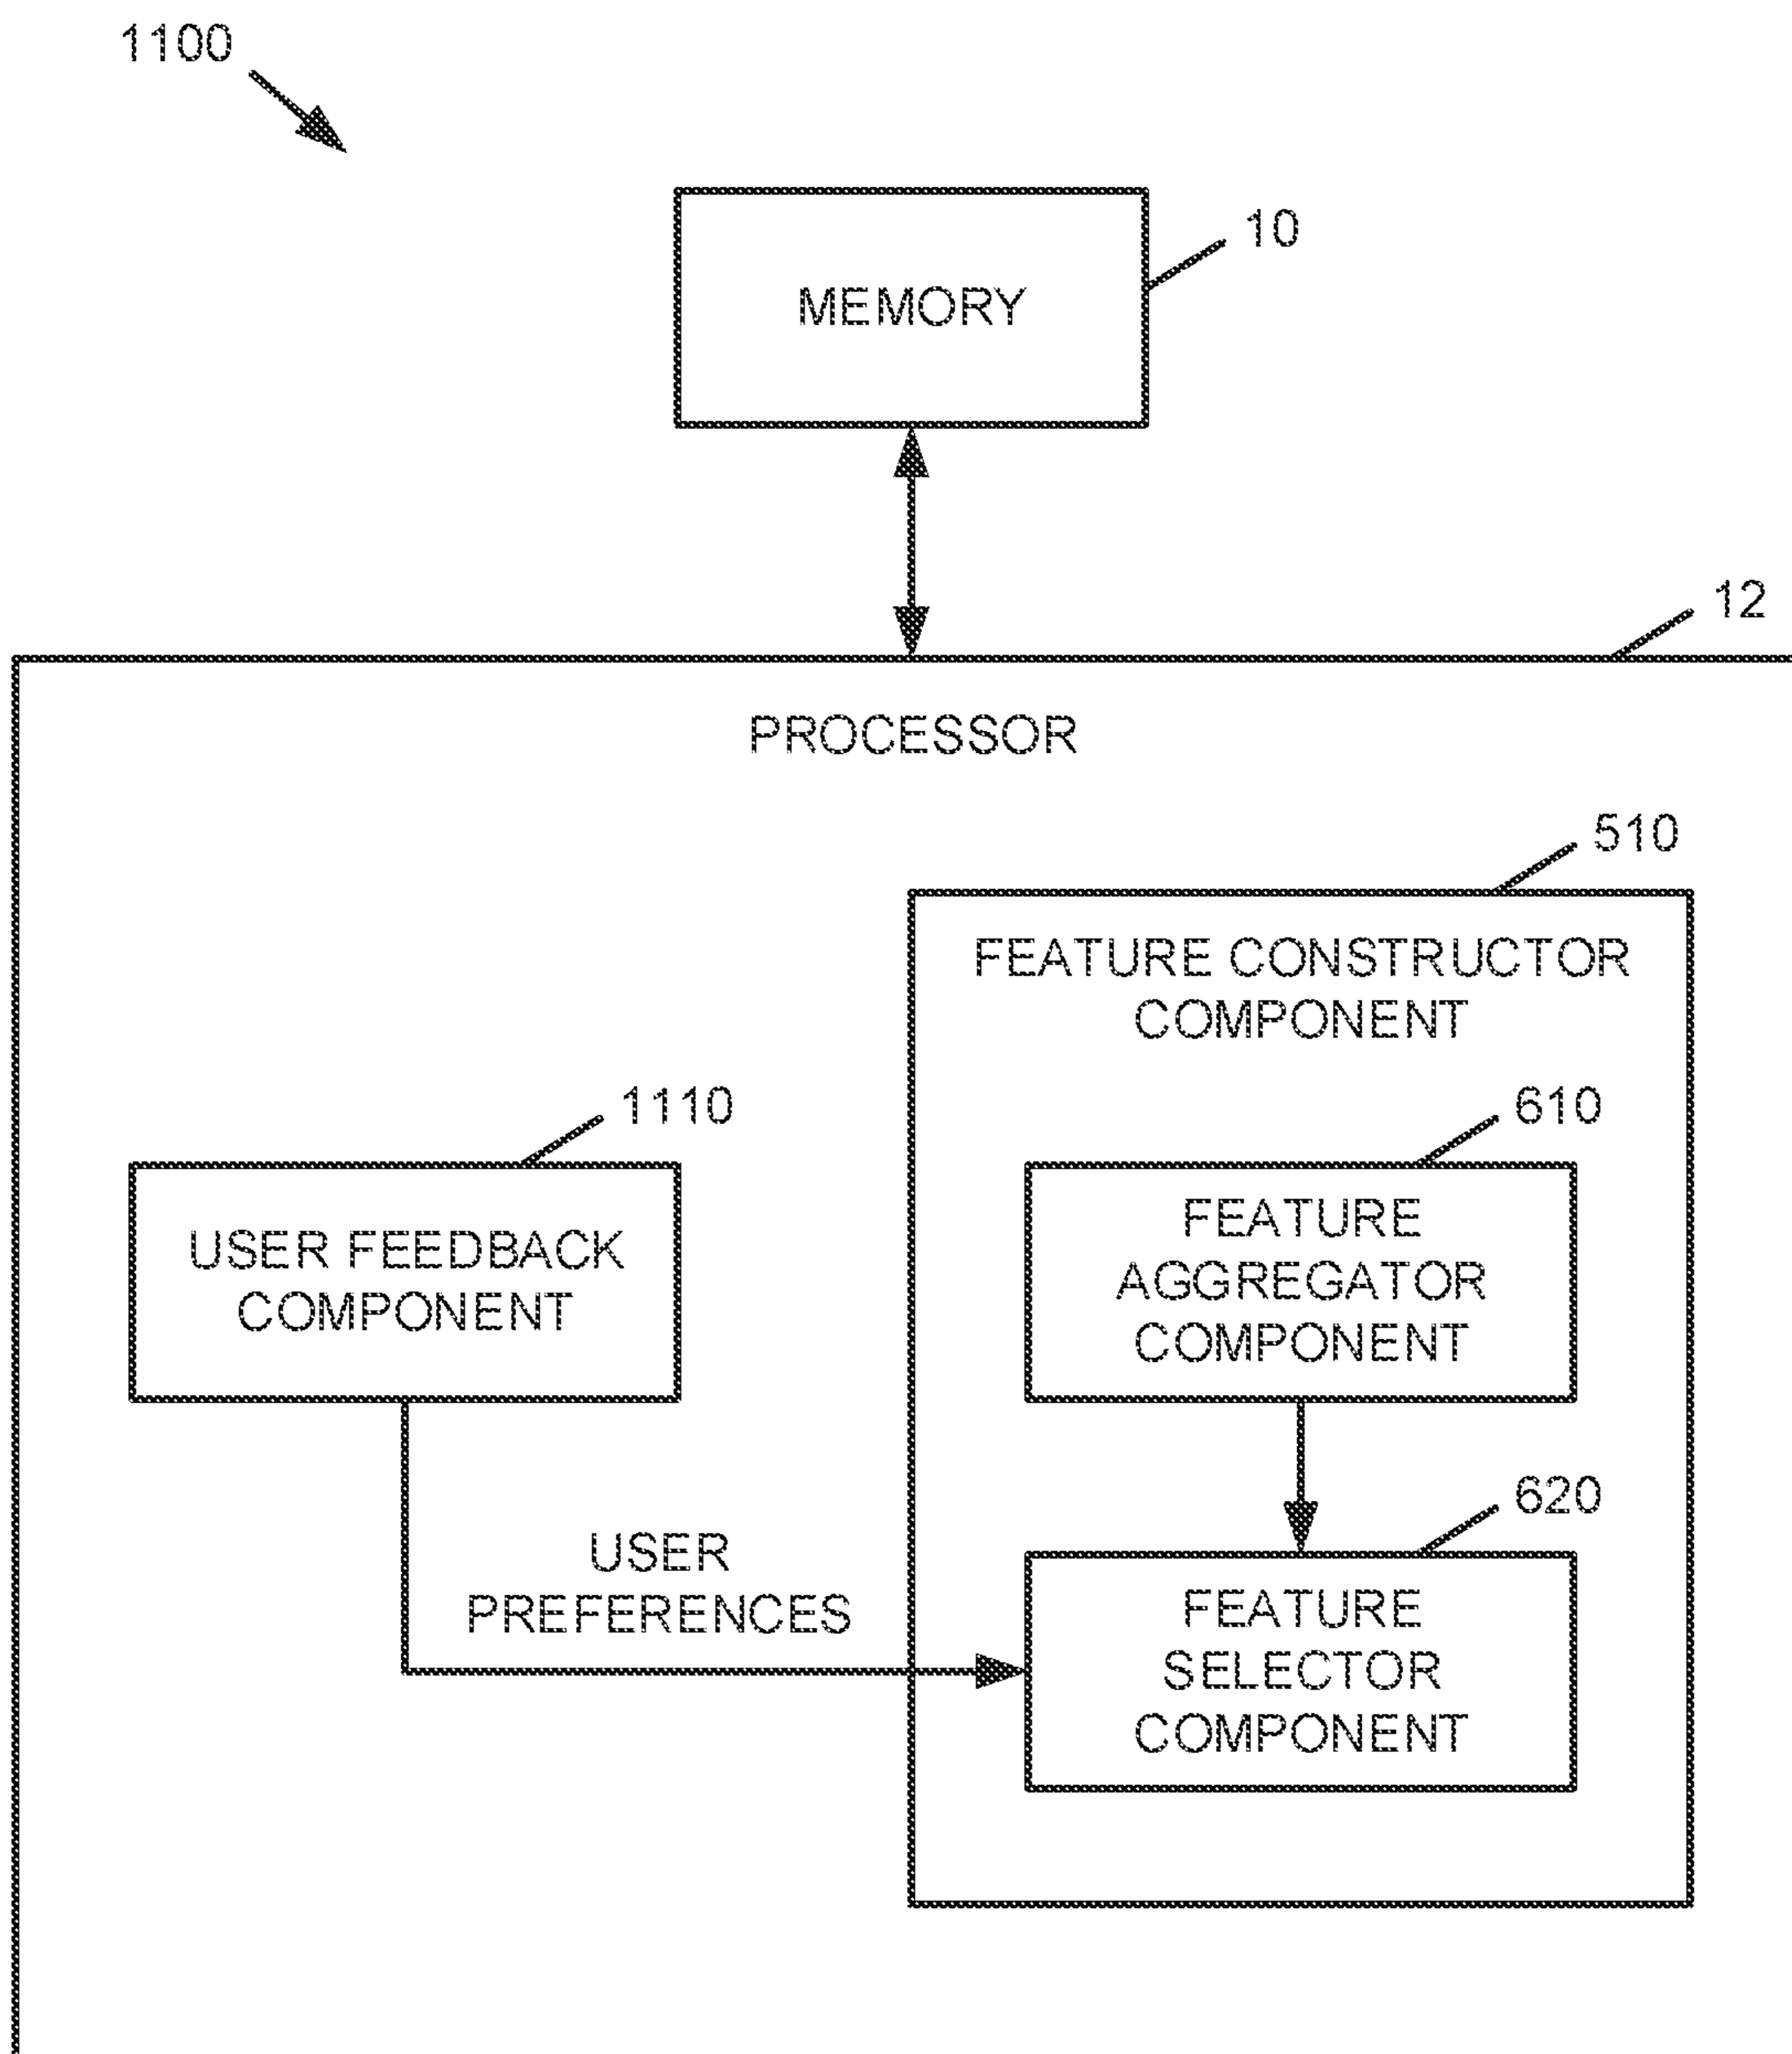 1100
10
MEMORY
12
PROCESSOR
510
FEATURE CONSTRUCTOR
COMPONENT
1110
610
USER FEEDBACK
COMPONENT
FEATURE
AGGREGATOR
COMPONENT
620
USER
PREFERENCES
FEATURE
SELECTOR
COMPONENT